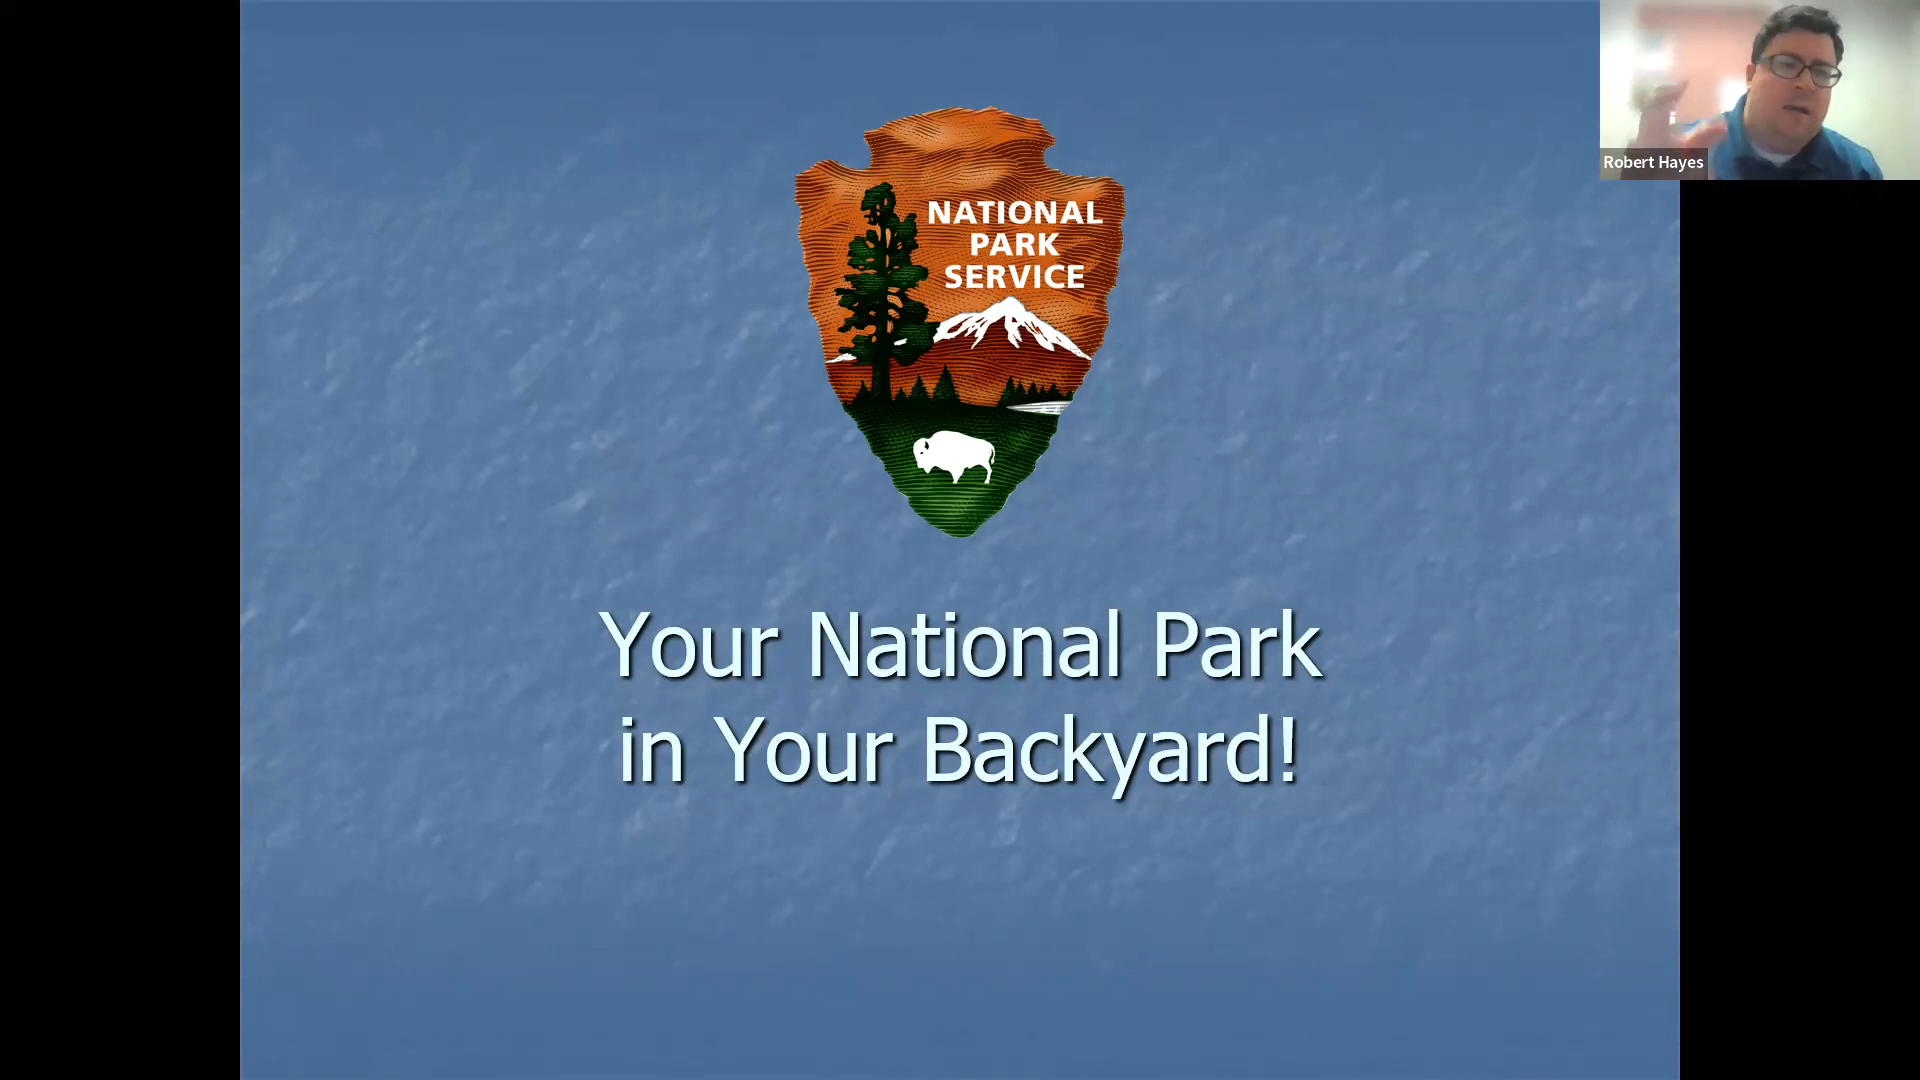 NATIONAL
PARK
SERVICE
Robert Hayes
Your National Park
in Your Backyard!